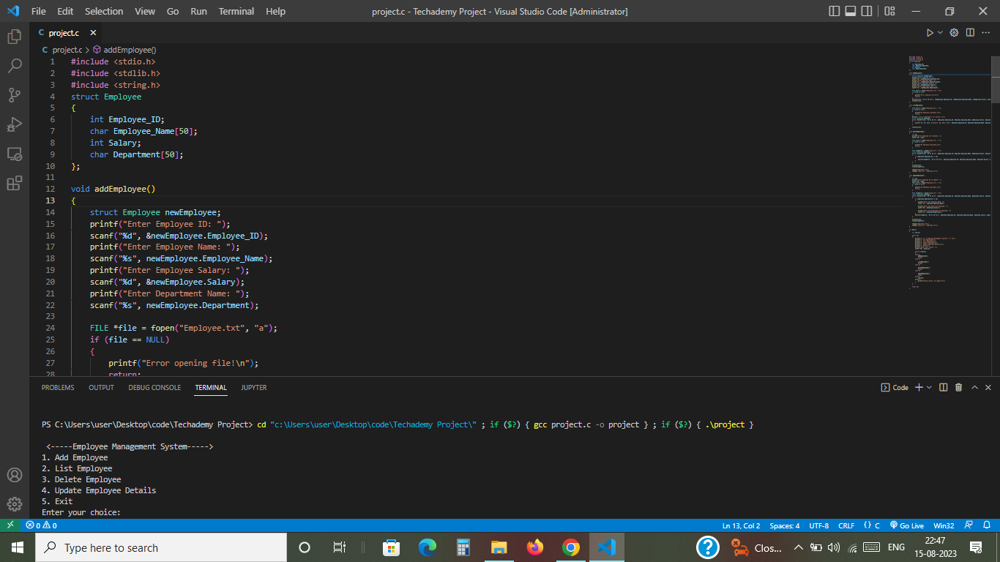 File Edit Selection View Go Run Terminal Help project.c - Techademy Project - Visual Studio Code [Administrator]
C project.c ×
C project.c > addEmployee()
1 #include <stdio.h>
2 #include <stdlib.h>
3 #include <string.h>
4 struct Employee
5 {
6 int Employee_ID;
7 char Employee_Name[50];
8 int Salary;
9 char Department[50];
10 };
11
12 void addEmployee()
13 {
14 struct Employee newEmployee;
15 printf("Enter Employee ID: ");
16 scanf("%d", &newEmployee.Employee_ID);
17 printf("Enter Employee Name: ");
18 scanf("%s", newEmployee.Employee_Name);
19 printf("Enter Employee Salary: ");
20 scanf("%d", &newEmployee.Salary);
21 printf("Enter Department Name: ");
22 scanf("%s", newEmployee.Department);
23
24 FILE *file = fopen("Employee.txt", "a");
25 if (file == NULL)
26 {
27 printf("Error opening file!\n");
28 return;
PROBLEMS OUTPUT DEBUG CONSOLE TERMINAL JUPYTER Code
PS C:\Users\user\Desktop\code\Techademy Project> cd "c:\Users\user\Desktop\code\Techademy Project\" ; if ($?) { gcc project.c -o project } ; if ($?) { .\project }
<-----Employee Management System----->
1. Add Employee
2. List Employee
3. Delete Employee
4. Update Employee Details
5. Exit
Enter your choice:
0 0 Ln 13, Col 2 Spaces: 4 UTF-8 CRLF {} C Go Live Win32
Type here to search Clos... ENG 22:47
15-08-2023